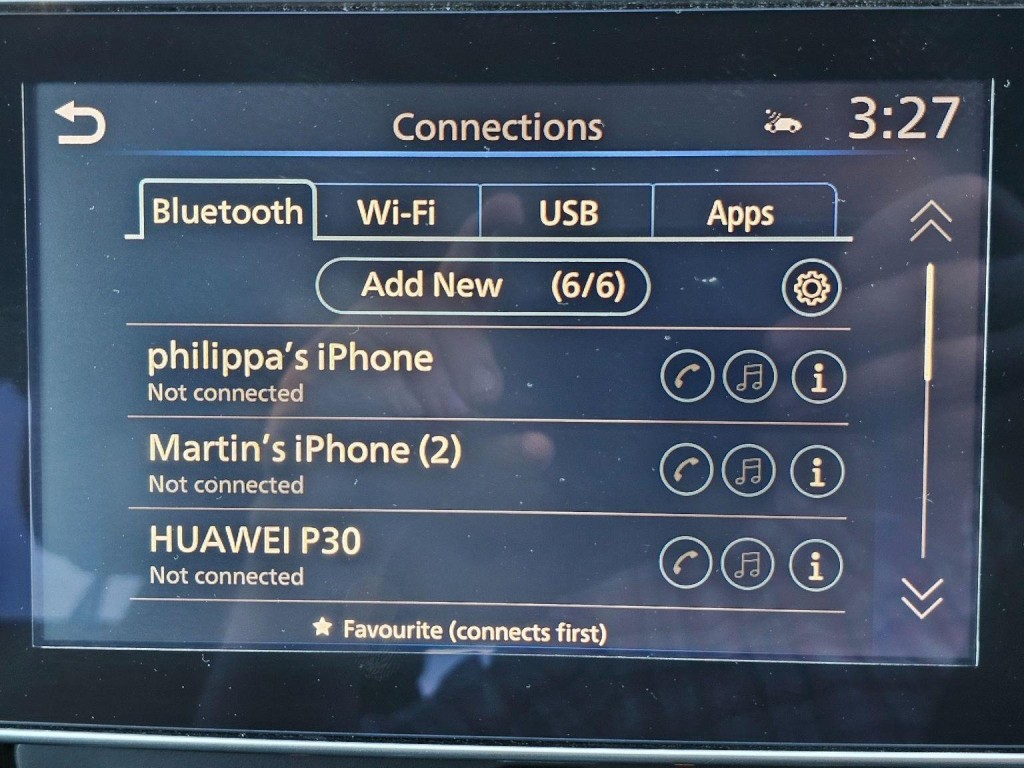 Connections
3:27
Bluetooth Wi-Fi USB Apps
Add New (6/6)
philippa's iPhone
Not connected
i
Martin's iPhone (2)
Not connected
i
HUAWEI P30
Not connected
i
Favourite (connects first)